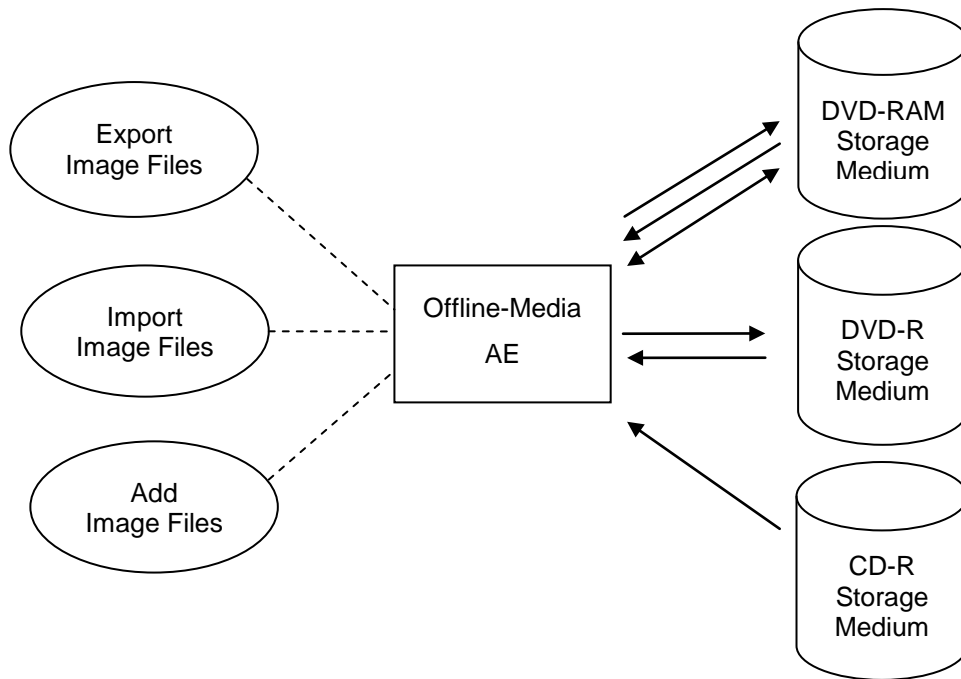 Export
Image Files
Import
Image Files
Add
Image Files
Offline-Media
AE
DVD-RAM
Storage
Medium
DVD-R
Storage
Medium
CD-R
Storage
Medium